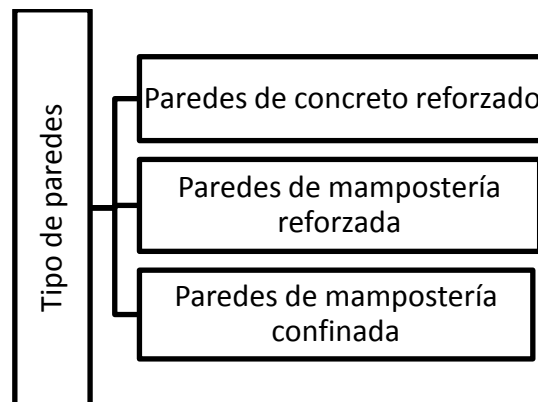 Tipo de paredes
Paredes de concreto reforzado
Paredes de mampostería
reforzada
Paredes de mampostería
confinada